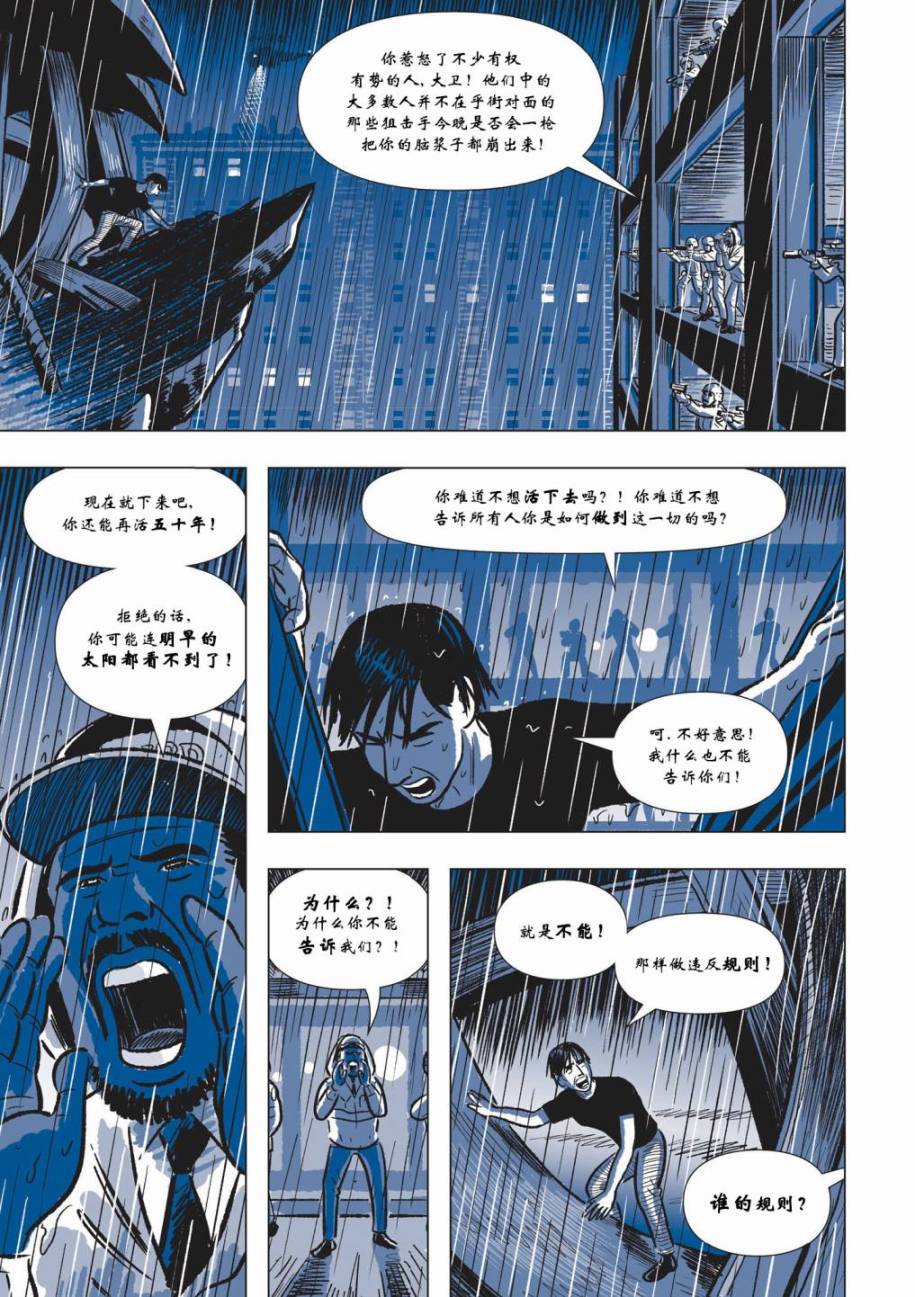 你惹怒了不少有权
有势的人,大卫!他们中的
大多数人并不在乎街对面的
那些狙击手今晚是否会一枪
把你的脑浆子都崩出来!
现在就下来吧,
你还能再活五十年!
拒绝的话,
你可能连明早的
太阳都看不到了!
你难道不想活下去吗?!你难道不想
告诉所有人你是如何做到这一切的吗?
呵,不好意思!
我什么也不能
告诉你们!
为什么?!
为什么你不能
告诉我们?!
就是不能!
那样做违反规则!
谁的规则?